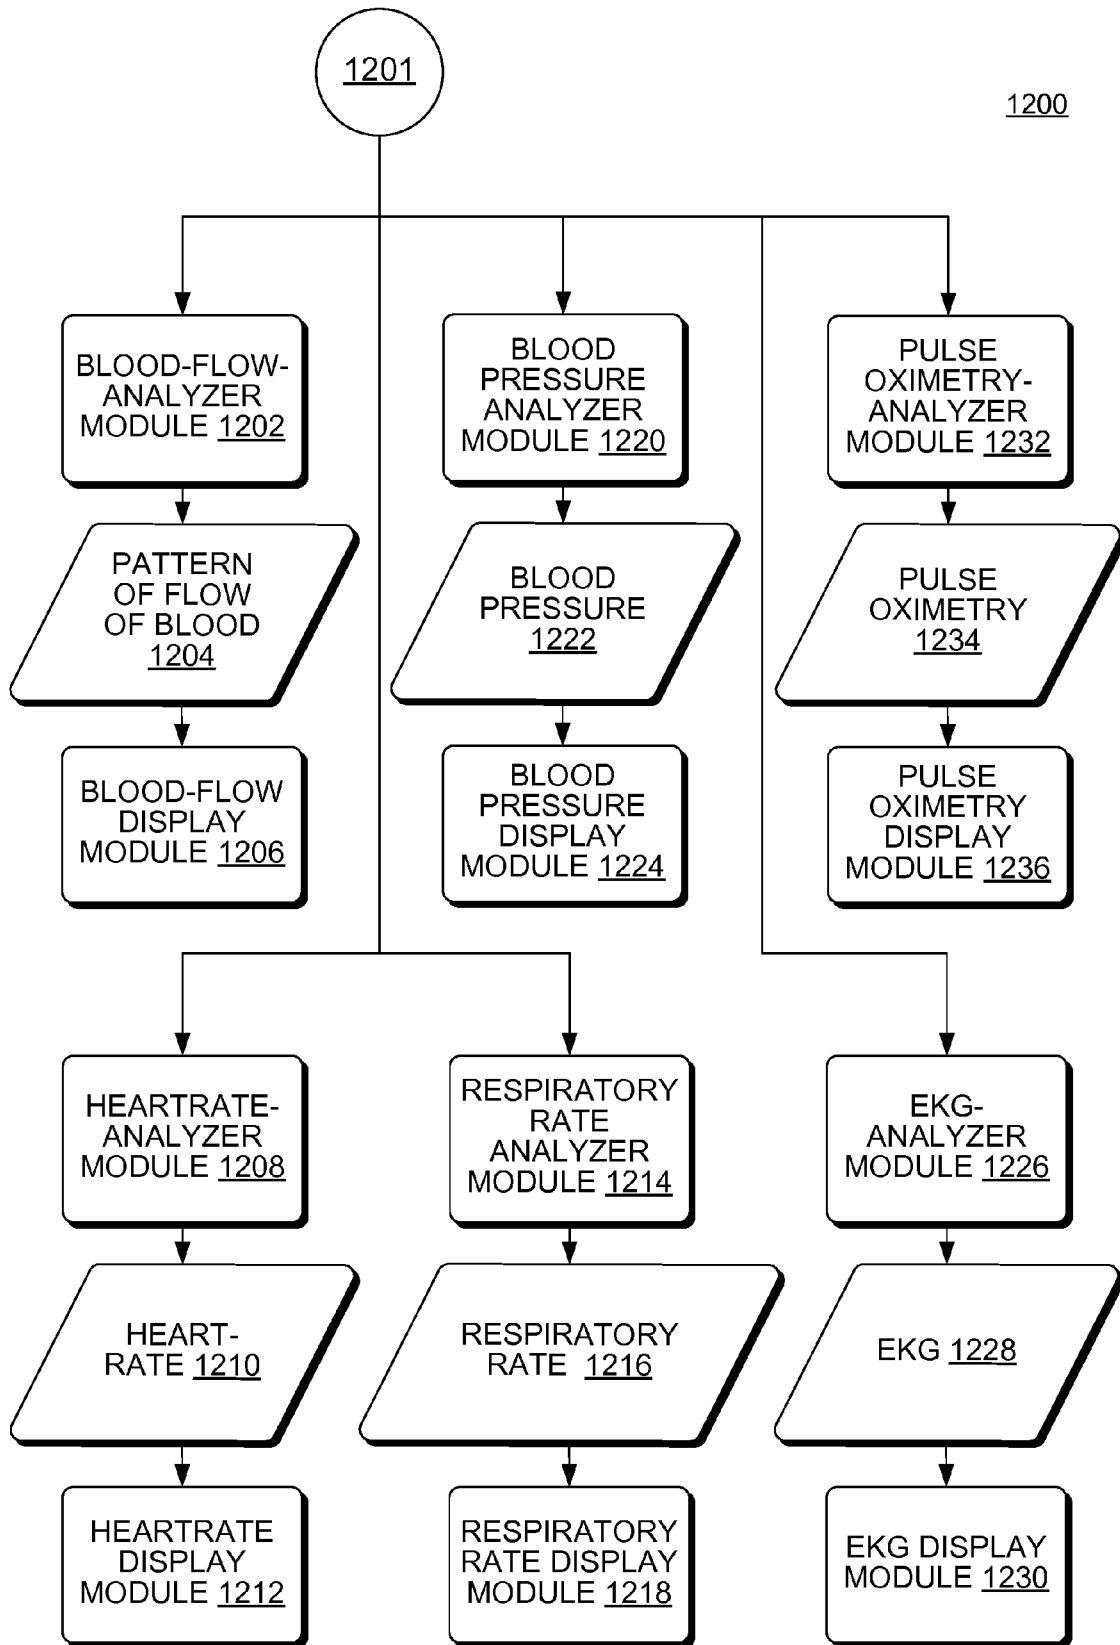 1201
1200
BLOOD-FLOW-
ANALYZER
MODULE 1202
BLOOD
PRESSURE
ANALYZER
MODULE 1220
PULSE
OXIMETRY-
ANALYZER
MODULE 1232
PATTERN
OF FLOW
OF BLOOD
1204
BLOOD
PRESSURE
1222
PULSE
OXIMETRY
1234
BLOOD-FLOW
DISPLAY
MODULE 1206
BLOOD
PRESSURE
DISPLAY
MODULE 1224
PULSE
OXIMETRY
DISPLAY
MODULE 1236
HEARTRATE-
ANALYZER
MODULE 1208
RESPIRATORY
RATE
ANALYZER
MODULE 1214
EKG-
ANALYZER
MODULE 1226
HEART-
RATE 1210
RESPIRATORY
RATE 1216
EKG 1228
HEARTRATE
DISPLAY
MODULE 1212
RESPIRATORY
RATE DISPLAY
MODULE 1218
EKG DISPLAY
MODULE 1230